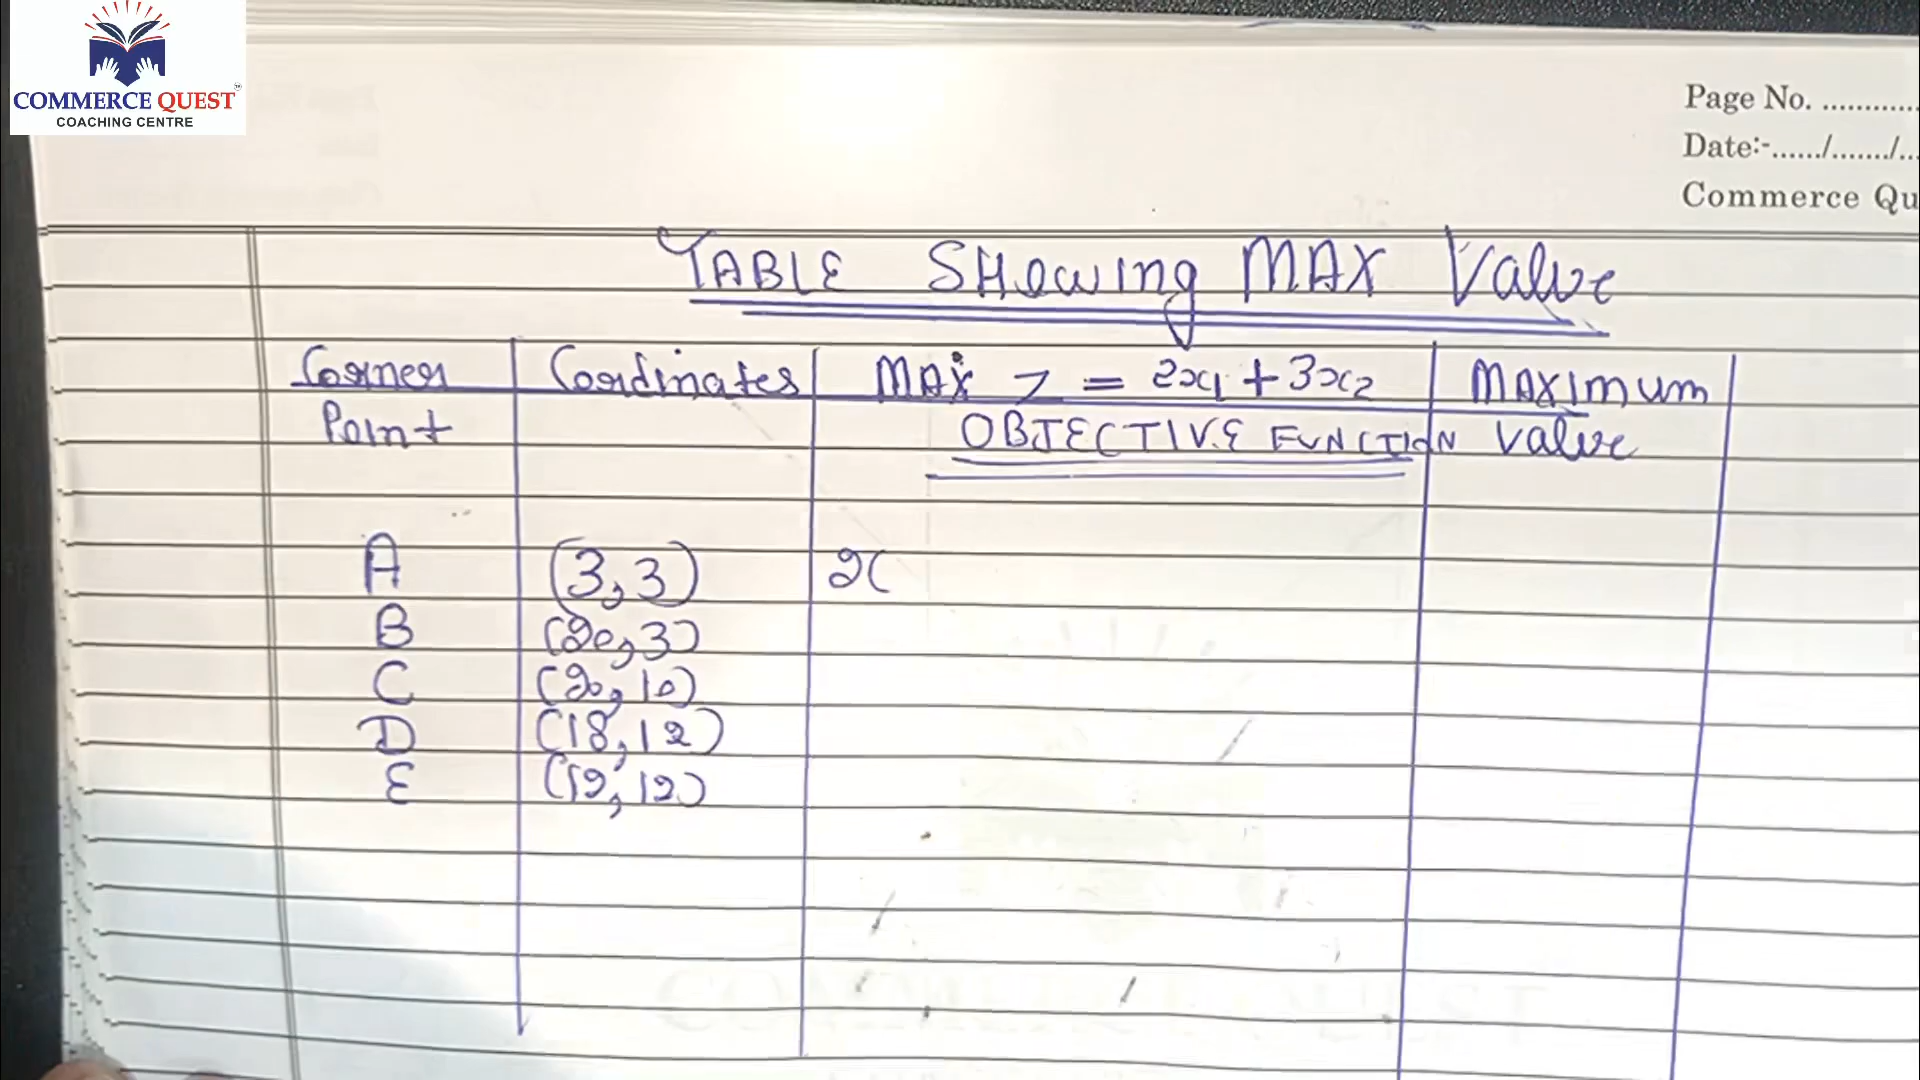 COMMERCE QUEST
COACHING CENTRE
Page No. ............
Date:-....../......./...
Commerce Qu
TABLE SHowing MAX Value
Corner Coordinates MAX Z = 2x1 + 3x2 MAXimum
Point OBJECTIVE FUNCTION Value
A (3,3) 2(
B (20,3)
C (20,10)
D (18,12)
E (12,12)